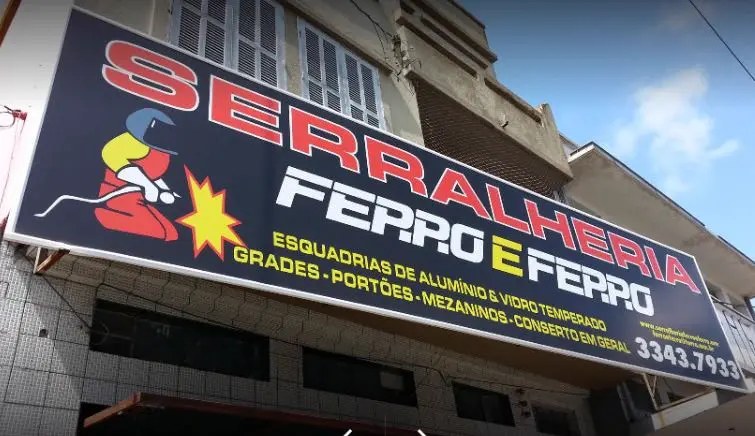 SERRALHERIA
FERRO E FERRO
ESQUADRIAS DE ALUMÍNIO & VIDRO TEMPERADO
GRADES - PORTÕES - MEZANINOS - CONSERTO EM GERAL
3343.7933